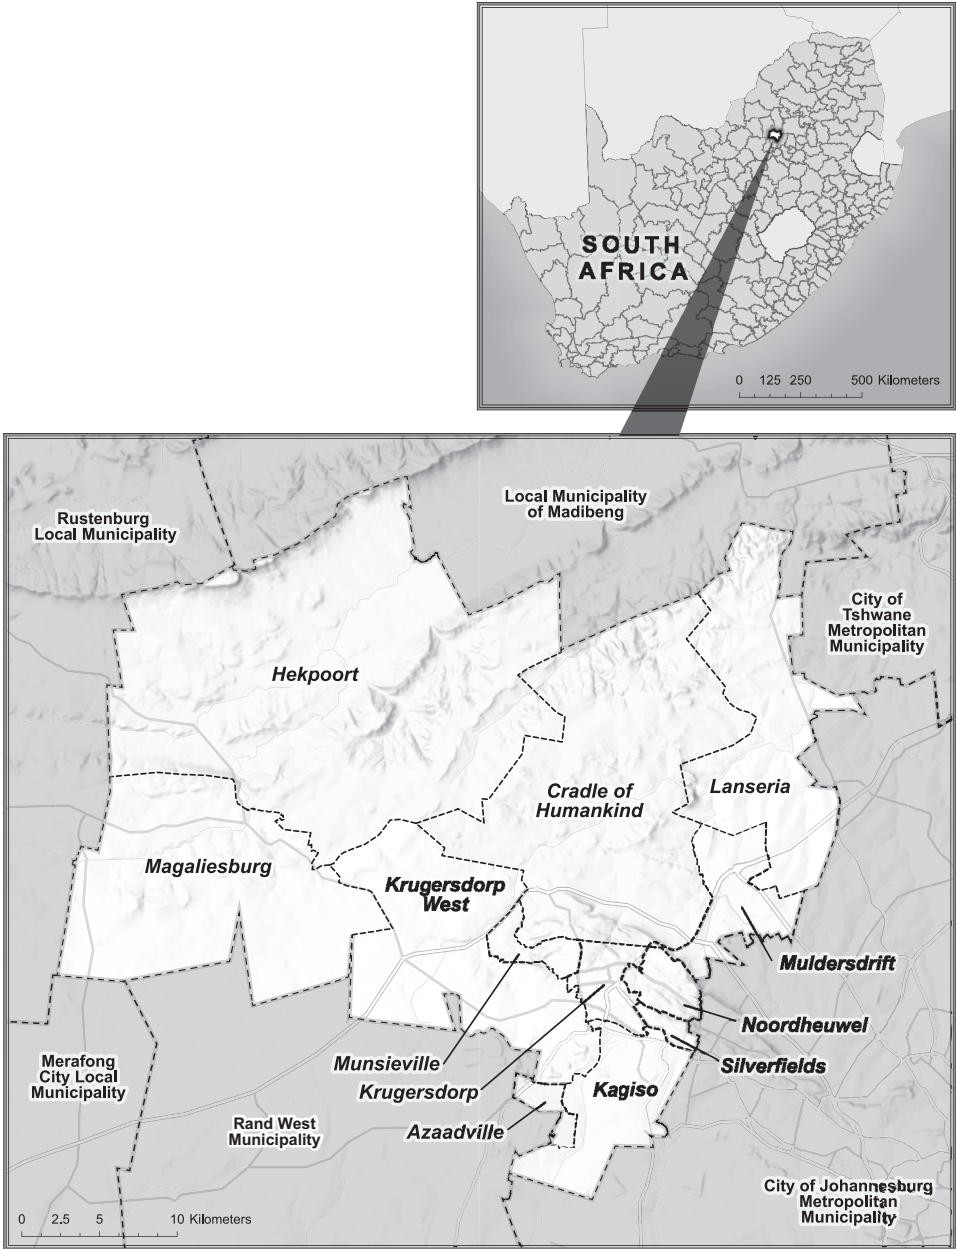 SOUTH
AFRICA
0 125 250 500 Kilometers
Rustenburg
Local Municipality
Local Municipality
of Madibeng
City of
Tshwane
Metropolitan
Municipality
Hekpoort
Cradle of
Humankind
Lanseria
Magaliesburg
Krugersdorp
West
Muldersdrift
Noordheuwel
Munsieville
Silverfields
Krugersdorp
Kagiso
Azaadville
Merafong
City Local
Municipality
Rand West
Municipality
City of Johannesburg
Metropolitan
Municipality
0 2.5 5 10 Kilometers